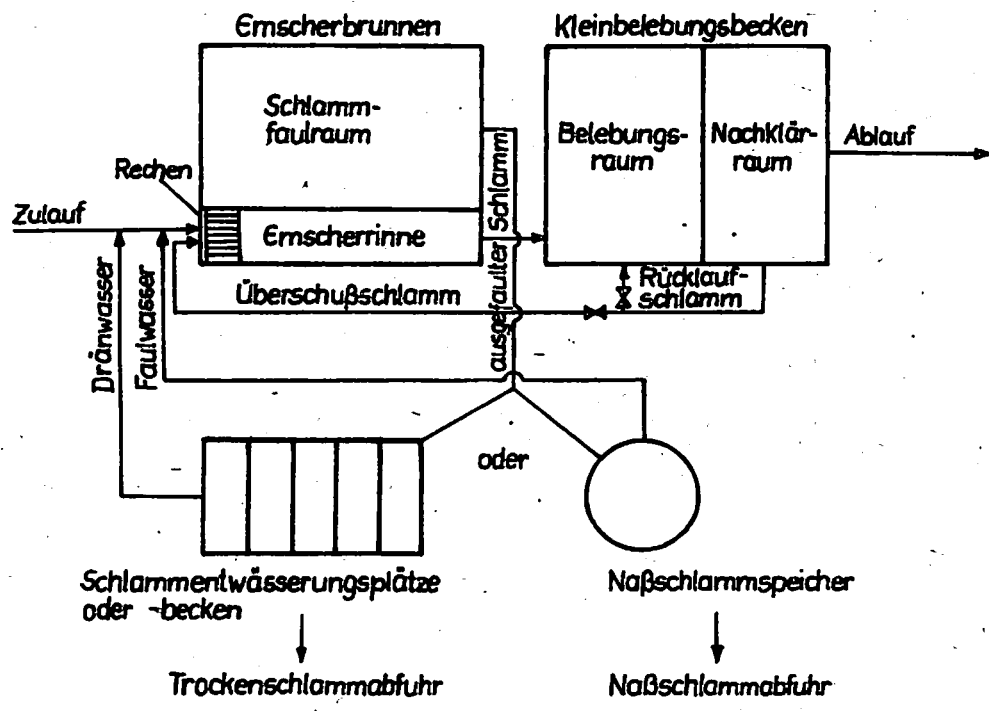 Emscherbrunnen
Kleinbelebungsbecken
Schlamm-
faulraum
Belebungs-
raum
Nachklär-
raum
Ablauf
Rechen
Zulauf
Emscherrinne
ausgefaulter Schlamm
Rücklauf-
schlamm
Überschußschlamm
Dränwasser
Faulwasser
oder
Schlammentwässerungsplätze
oder -becken
Naßschlammspeicher
Trockenschlammabfuhr
Naßschlammabfuhr